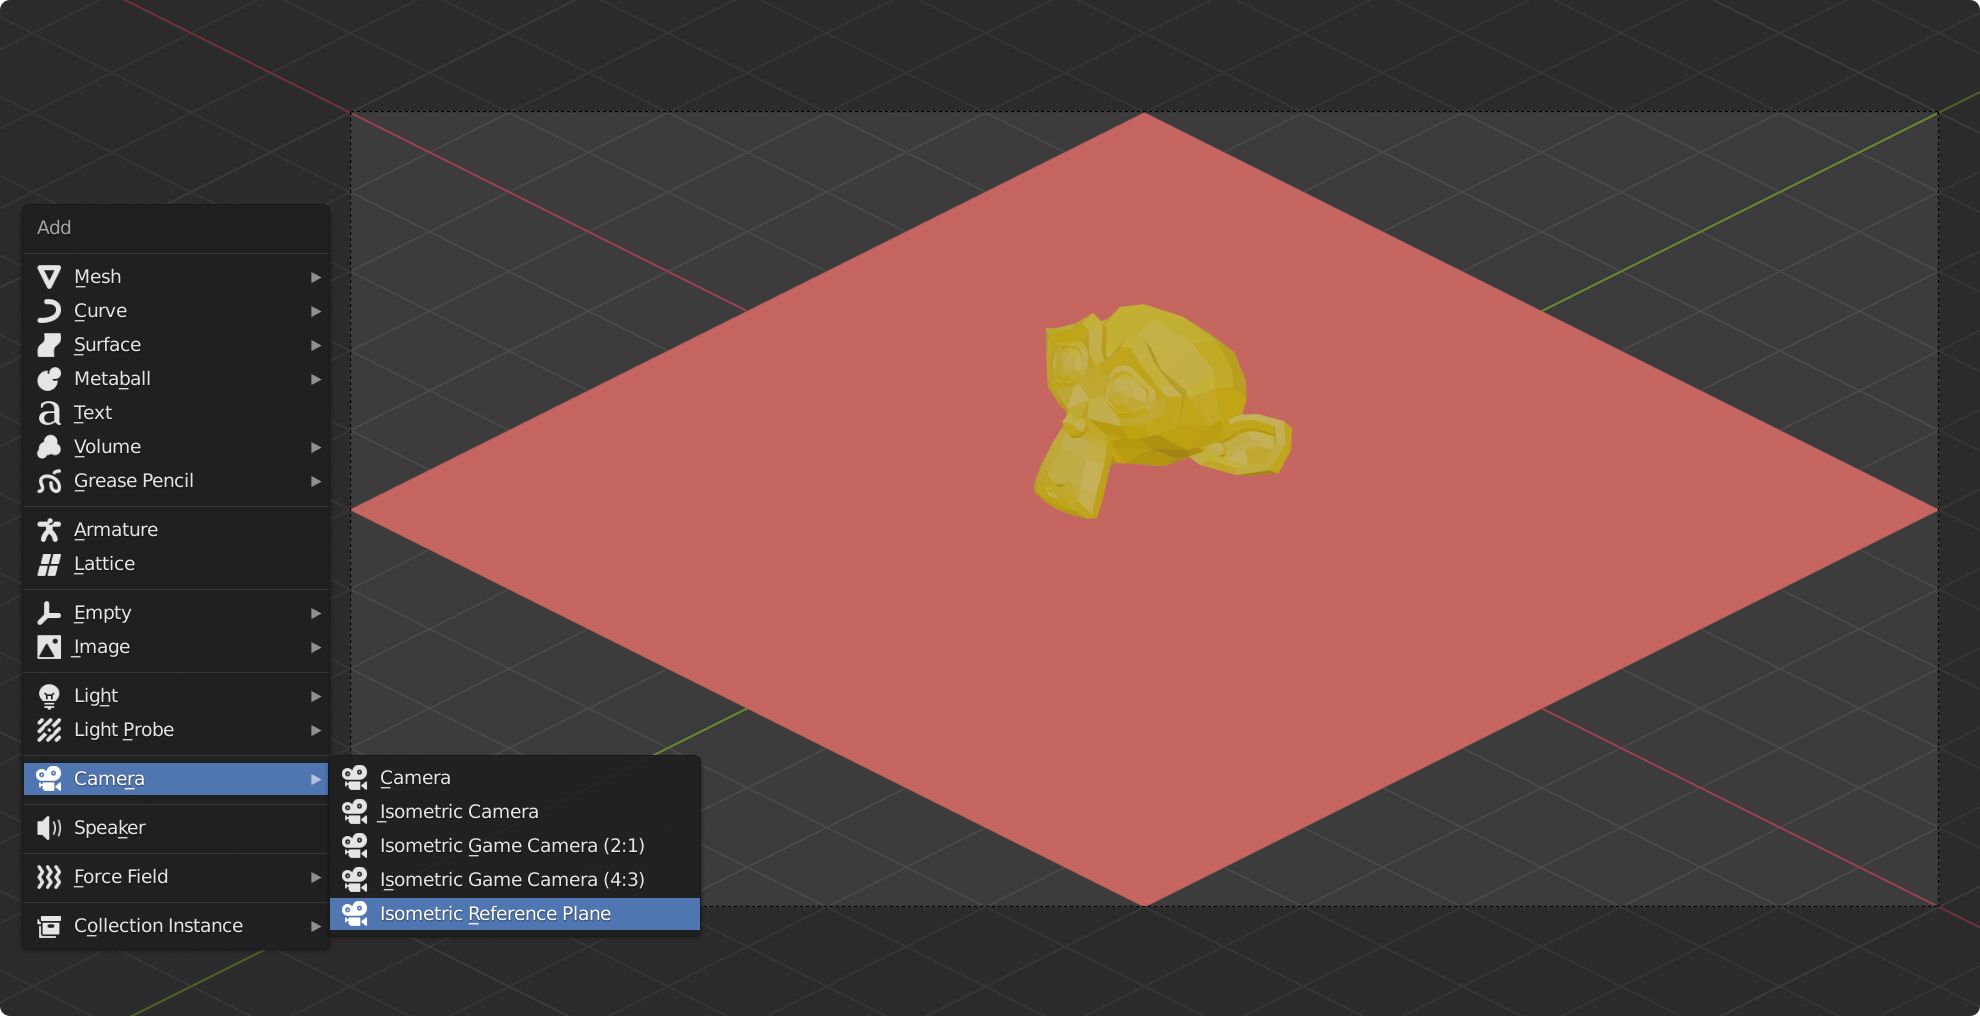 Add
Mesh
Curve
Surface
Metaball
Text
Volume
Grease Pencil
Armature
Lattice
Empty
Image
Light
Light Probe
Camera
Speaker
Force Field
Collection Instance
Camera
Isometric Camera
Isometric Game Camera (2:1)
Isometric Game Camera (4:3)
Isometric Reference Plane